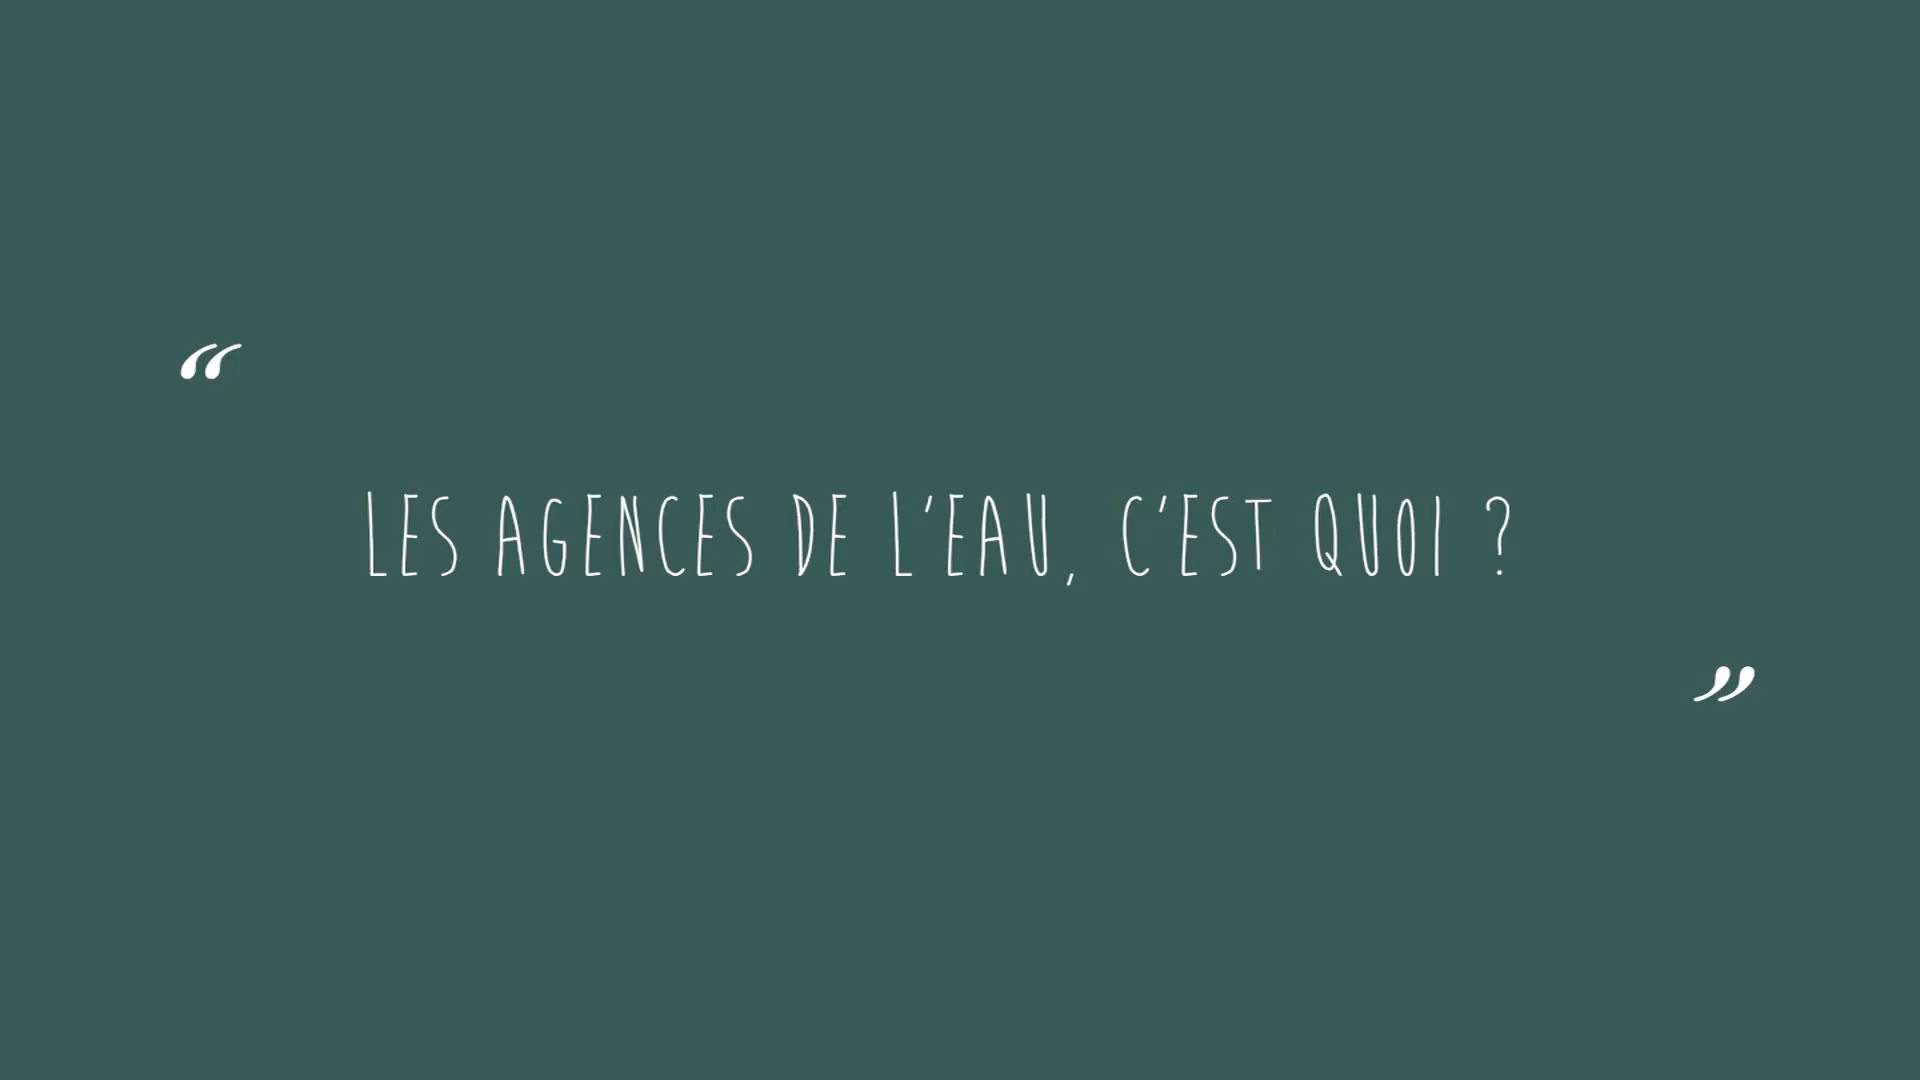 “
LES AGENCES DE L’EAU, C’EST QUOI ?
”